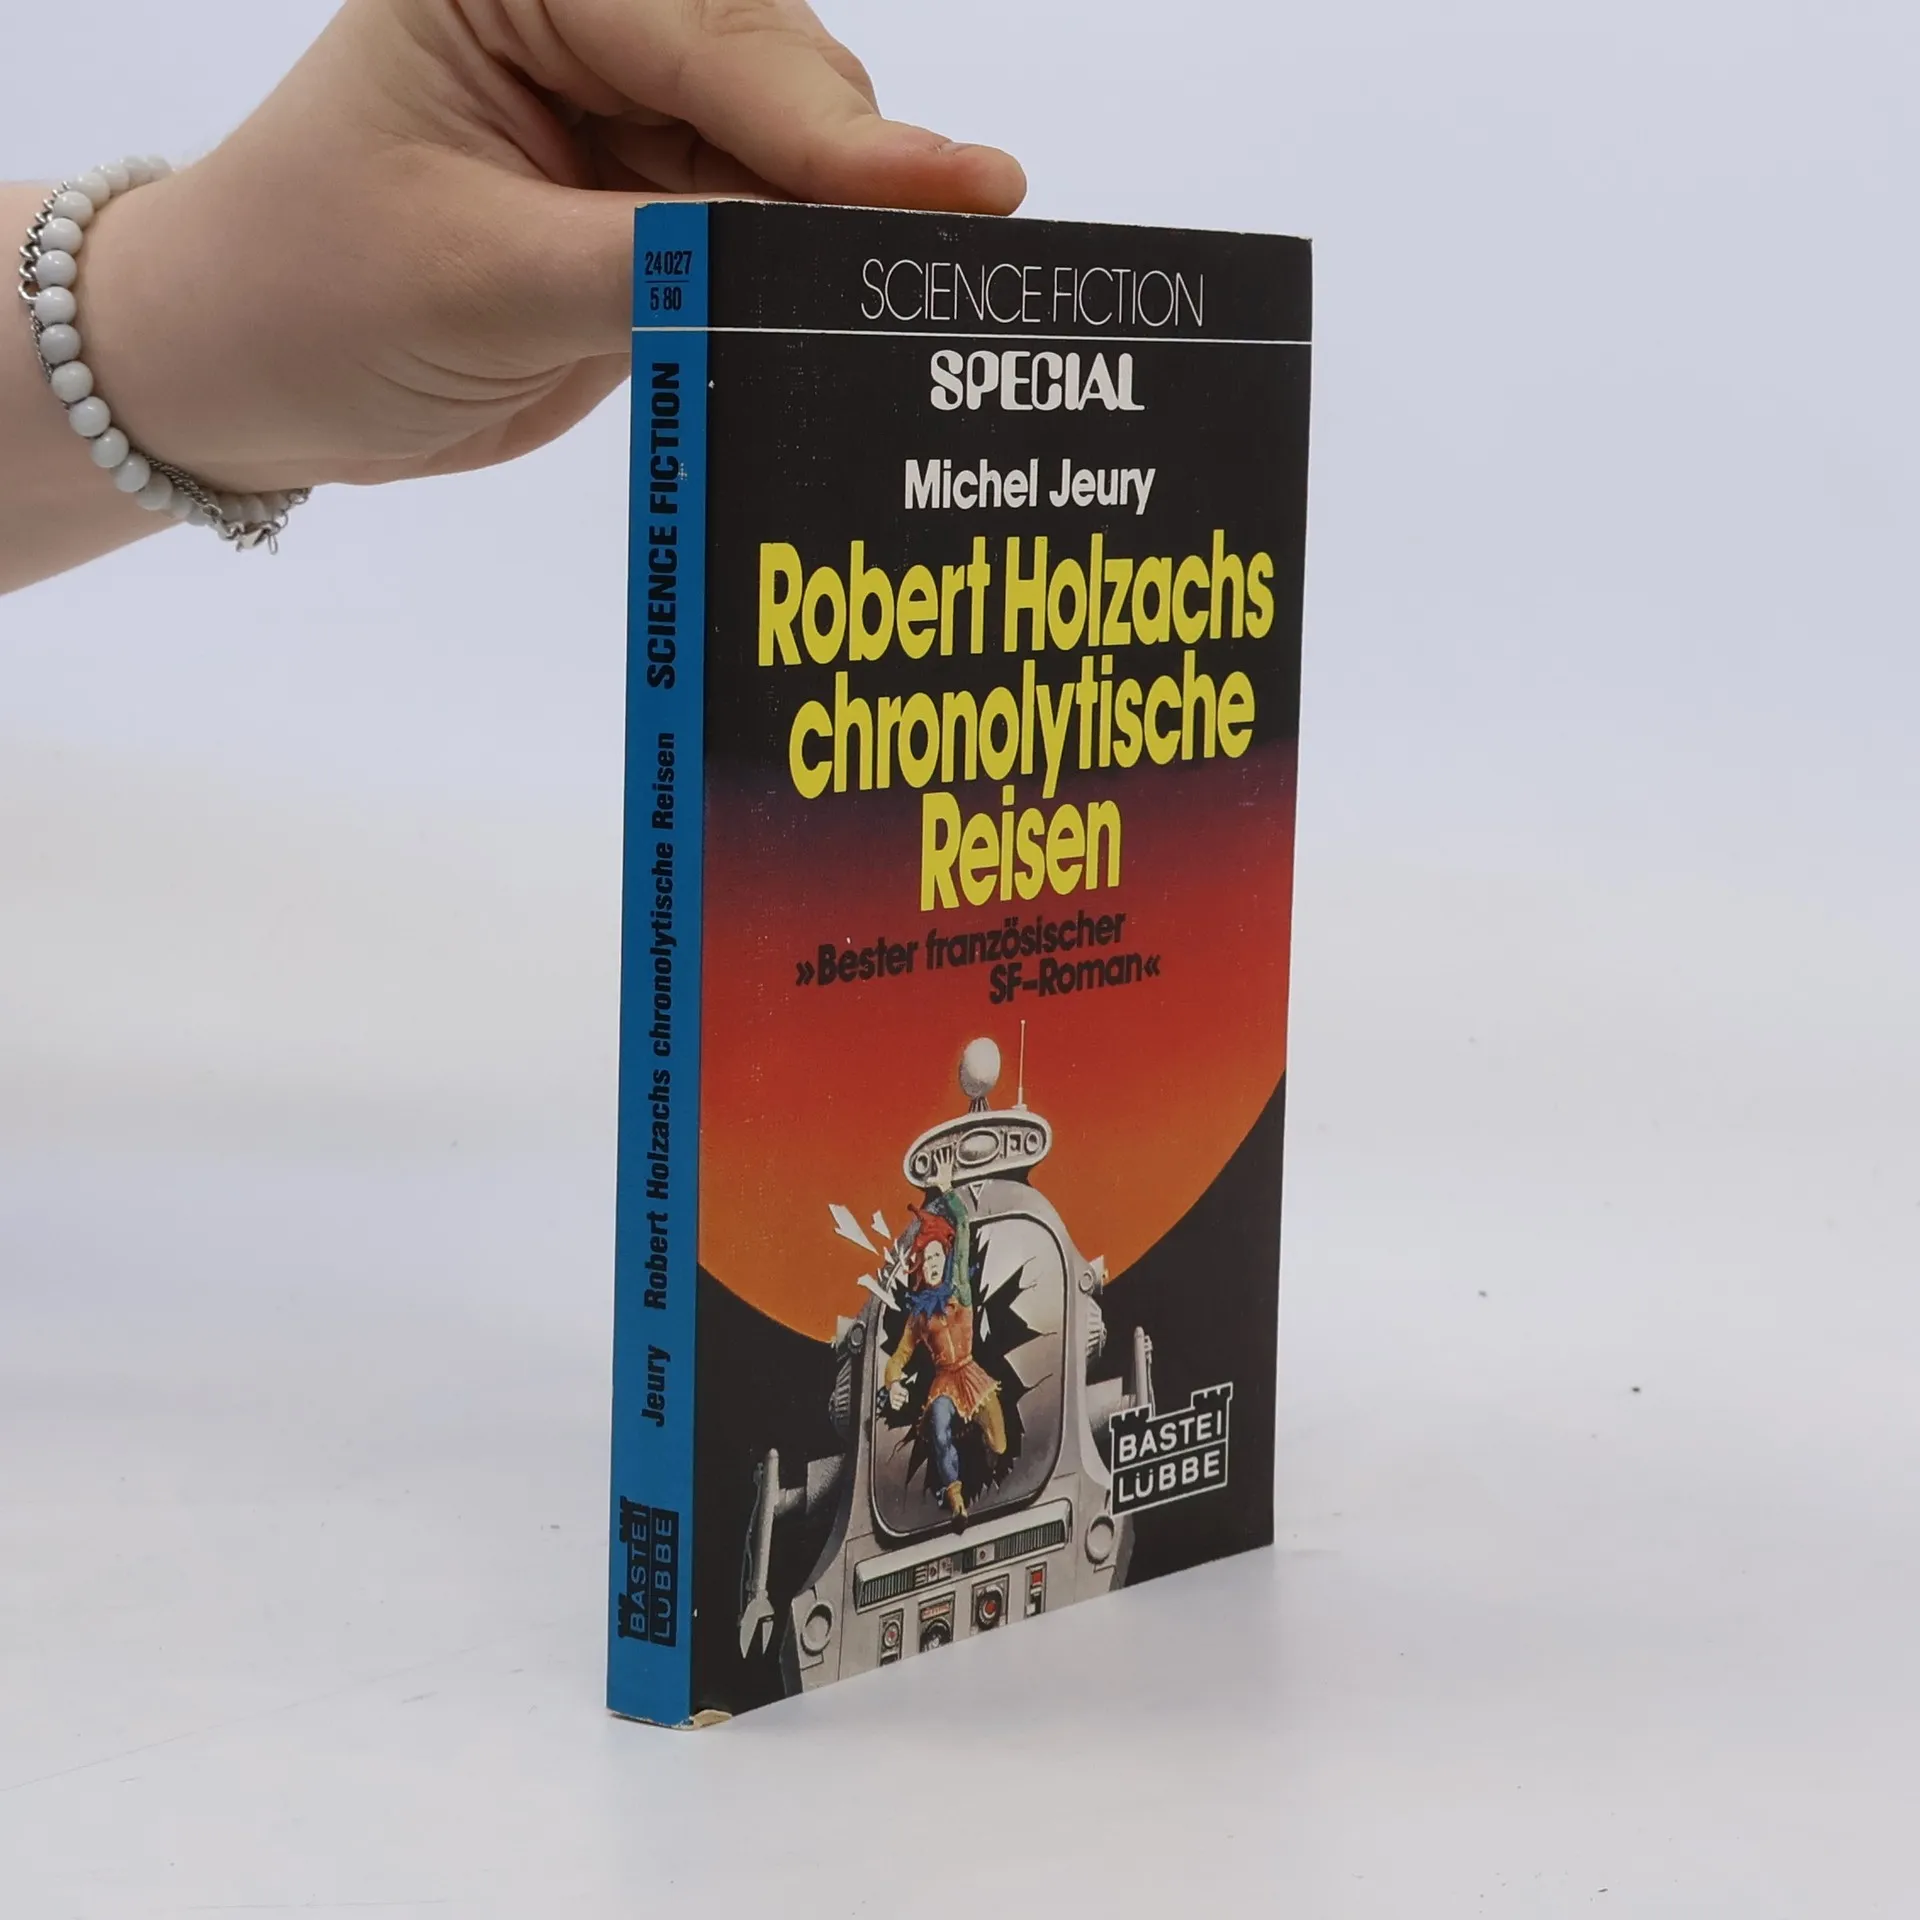 24027
5 80
SCIENCE FICTION
Robert Holzachs chronolytische Reisen
Jeury
BASTEI
LÜBBE
SCIENCE FICTION
SPECIAL
Michel Jeury
Robert Holzachs
chronolytische
Reisen
»Bester französischer
SF-Roman«
BASTEI
LÜBBE